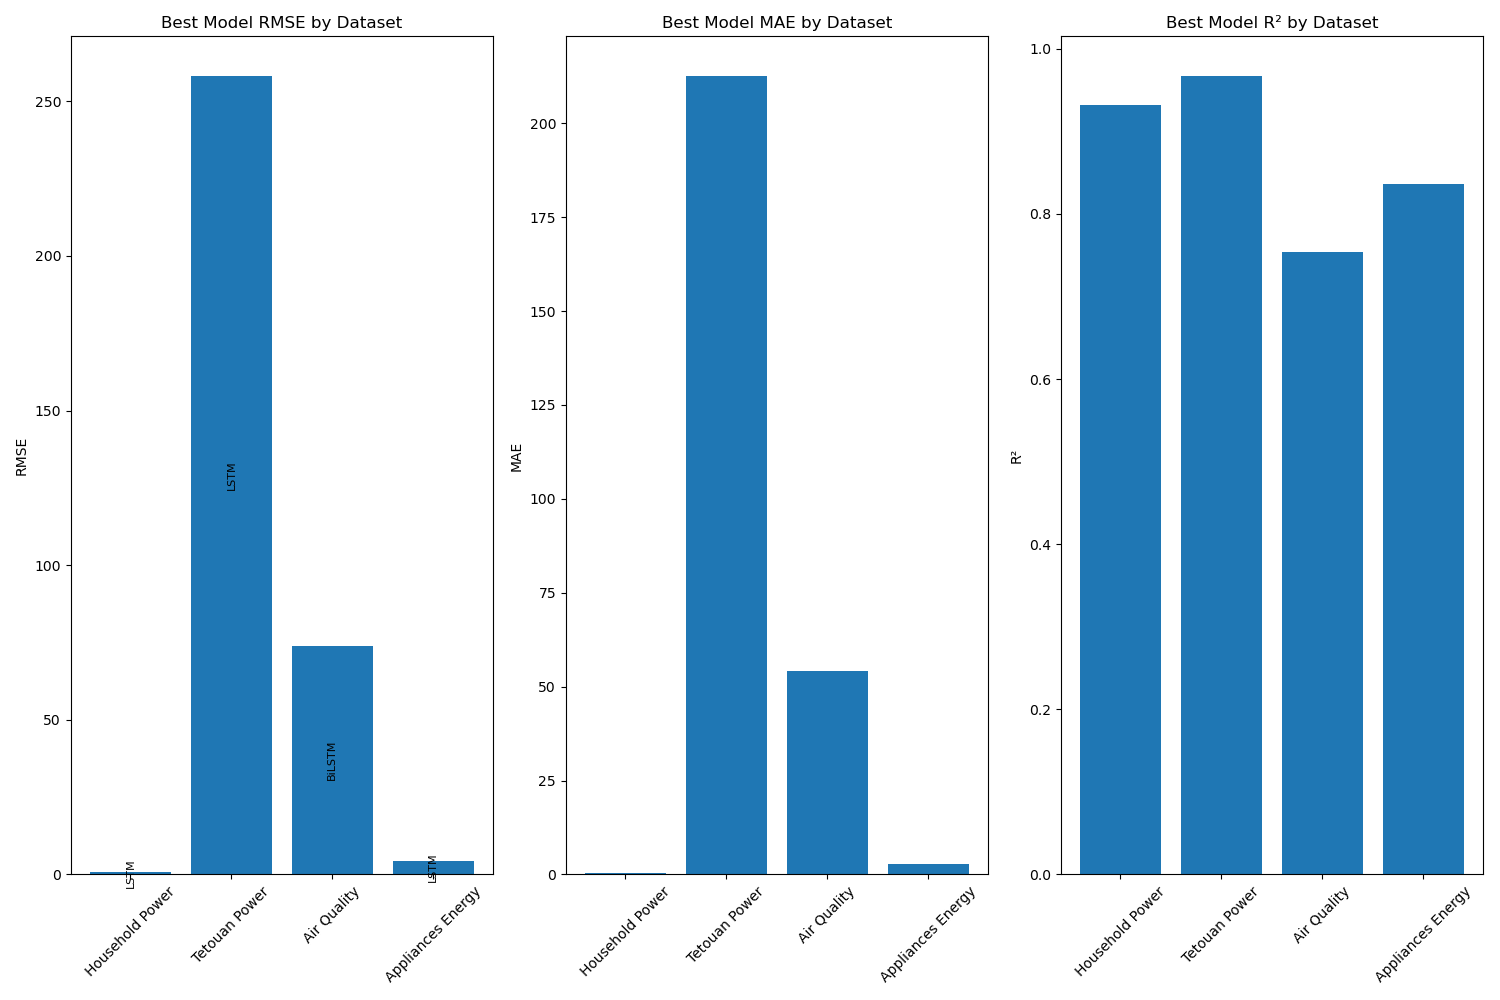 Best Model RMSE by Dataset
RMSE
250
200
150
100
50
0
LSTM
LSTM
BiLSTM
LSTM
Household Power
Tetouan Power
Air Quality
Appliances Energy
Best Model MAE by Dataset
MAE
200
175
150
125
100
75
50
25
0
Household Power
Tetouan Power
Air Quality
Appliances Energy
Best Model R² by Dataset
R²
1.0
0.8
0.6
0.4
0.2
0.0
Household Power
Tetouan Power
Air Quality
Appliances Energy